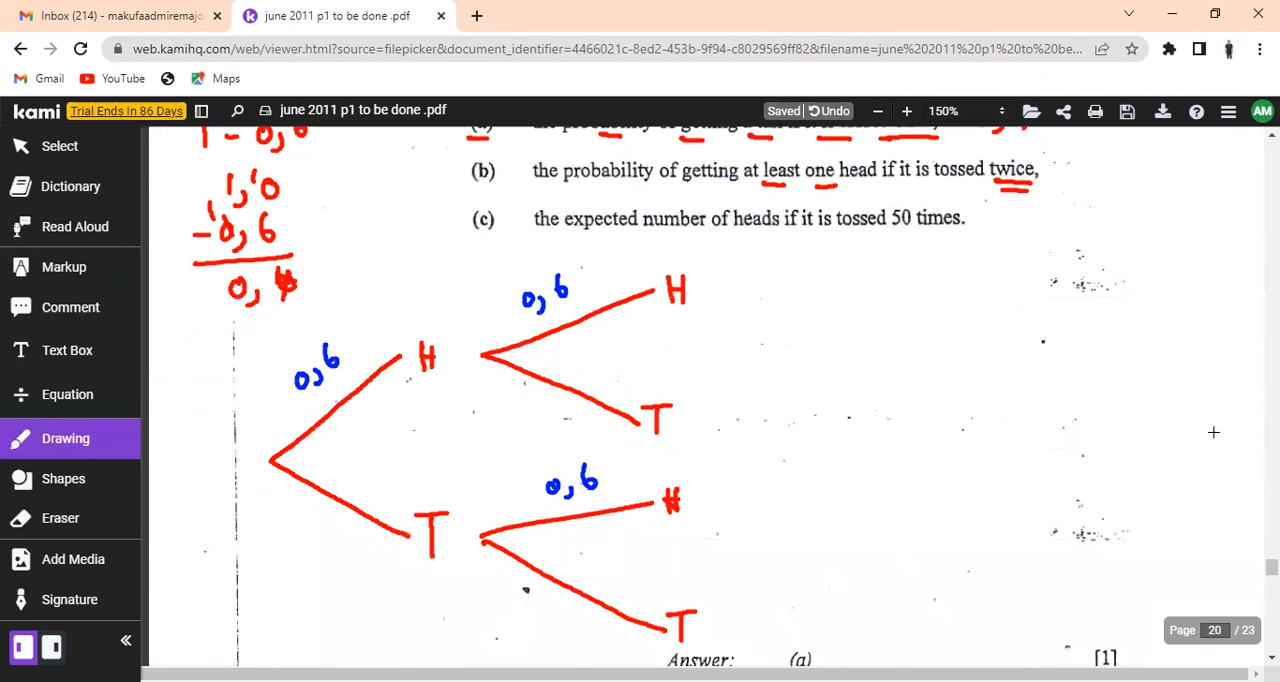 Inbox (214) - makufaadmiremajo
june 2011 p1 to be done .pdf
web.kamihq.com/web/viewer.html?source=filepicker&document_identifier=4466021c-8ed2-453b-9f94-c8029569ff82&filename=june%202011%20p1%20to%20be...
Gmail
YouTube
Maps
kami
Trial Ends In 86 Days
june 2011 p1 to be done .pdf
Saved
Undo
150%
AM
Select
Dictionary
Read Aloud
Markup
Comment
Text Box
Equation
Drawing
Shapes
Eraser
Add Media
Signature
1 - 0,6
1,10
- 0,6
0,4
(b) the probability of getting at least one head if it is tossed twice,
(c) the expected number of heads if it is tossed 50 times.
0,6
H
0,6
H
T
0,6
H
T
T
Answer: (a) [1]
Page 20 / 23